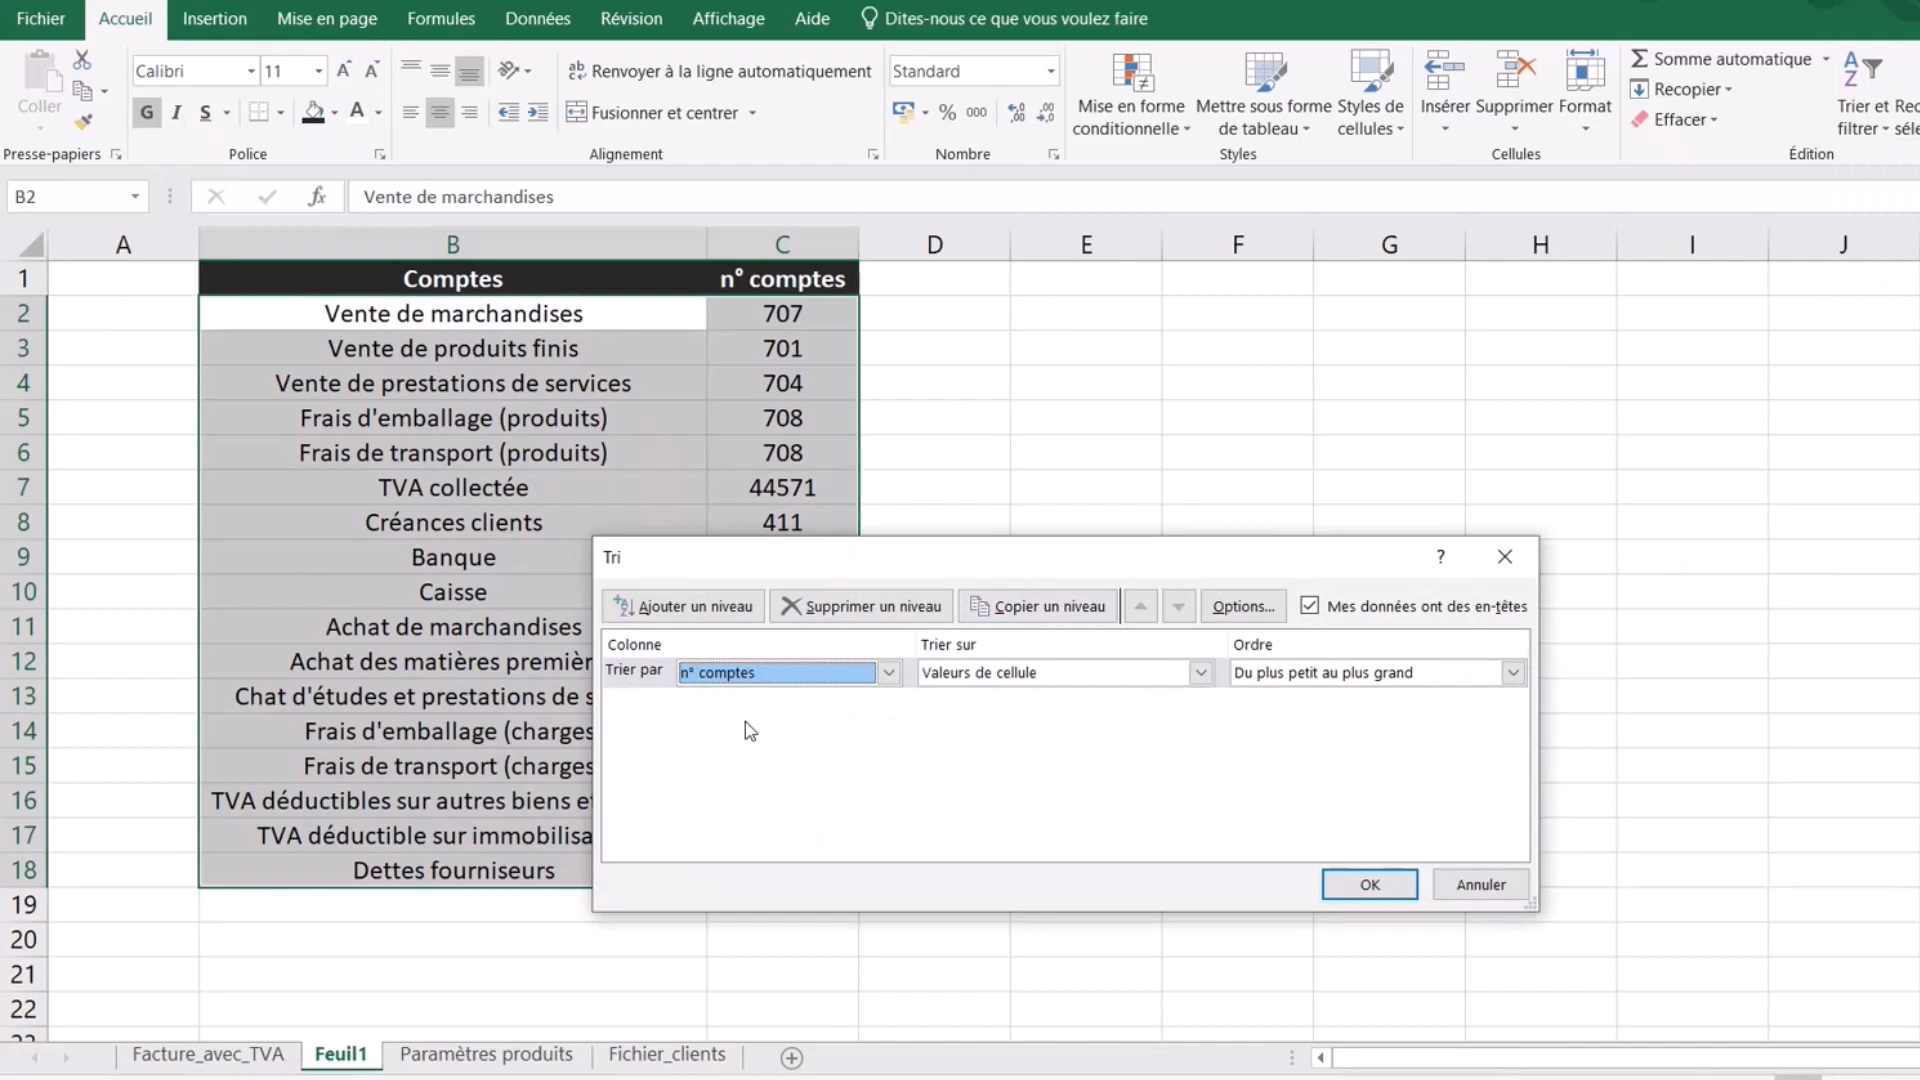 Fichier Accueil Insertion Mise en page Formules Données Révision Affichage Aide Dites-nous ce que vous voulez faire
Coller
Calibri 11
G I S
Renvoyer à la ligne automatiquement
Fusionner et centrer
Standard
% 000
Mise en forme conditionnelle
Mettre sous forme de tableau
Styles de cellules
Insérer Supprimer Format
Somme automatique
Recopier
Effacer
Trier et
filtrer
Presse-papiers Police Alignement Nombre Styles Cellules Édition
B2 fx Vente de marchandises
A B C D E F G H I J
1 Comptes n° comptes
2 Vente de marchandises 707
3 Vente de produits finis 701
4 Vente de prestations de services 704
5 Frais d'emballage (produits) 708
6 Frais de transport (produits) 708
7 TVA collectée 44571
8 Créances clients 411
9 Banque
10 Caisse
11 Achat de marchandises
12 Achat des matières premièr
13 Chat d'études et prestations de s
14 Frais d'emballage (charges
15 Frais de transport (charges
16 TVA déductibles sur autres biens et
17 TVA déductible sur immobilisa
18 Dettes fourniseurs
19
20
21
22
Tri ?
Ajouter un niveau Supprimer un niveau Copier un niveau Options... Mes données ont des en-têtes
Colonne Trier sur Ordre
Trier par n° comptes Valeurs de cellule Du plus petit au plus grand
OK Annuler
Facture_avec_TVA Feuil1 Paramètres produits Fichier_clients